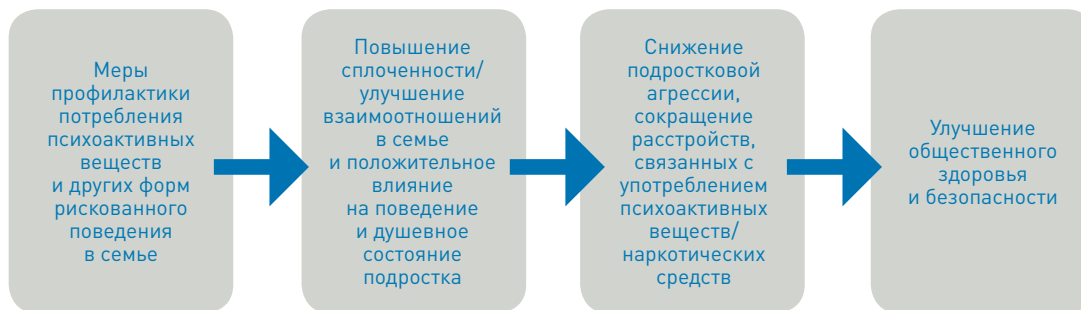 Меры
профилактики
потребления
психоактивных
веществ
и других форм
рискованного
поведения
в семье
Повышение
сплоченности/
улучшение
взаимоотношений
в семье
и положительное
влияние
на поведение
и душевное
состояние
подростка
Снижение
подростковой
агрессии,
сокращение
расстройств,
связанных с
употреблением
психоактивных
веществ/
наркотических
средств
Улучшение
общественного
здоровья
и безопасности